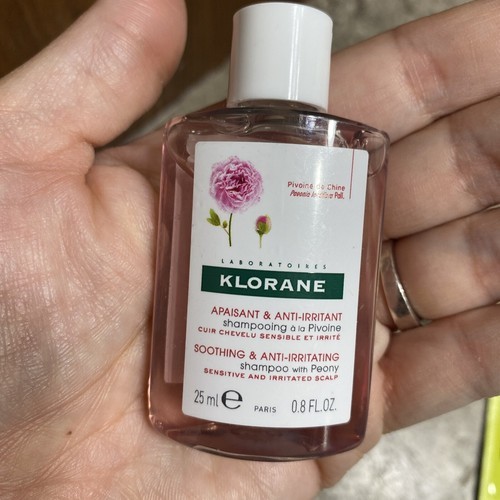 Pivoine de Chine
LABORATOIRES
KLORANE
APAISANT & ANTI-IRRITANT
shampooing à la Pivoine
CUIR CHEVELU SENSIBLE ET IRRITÉ
SOOTHING & ANTI-IRRITATING
shampoo with Peony
SENSITIVE AND IRRITATED SCALP
25 ml e PARIS 0.8 FL.OZ.